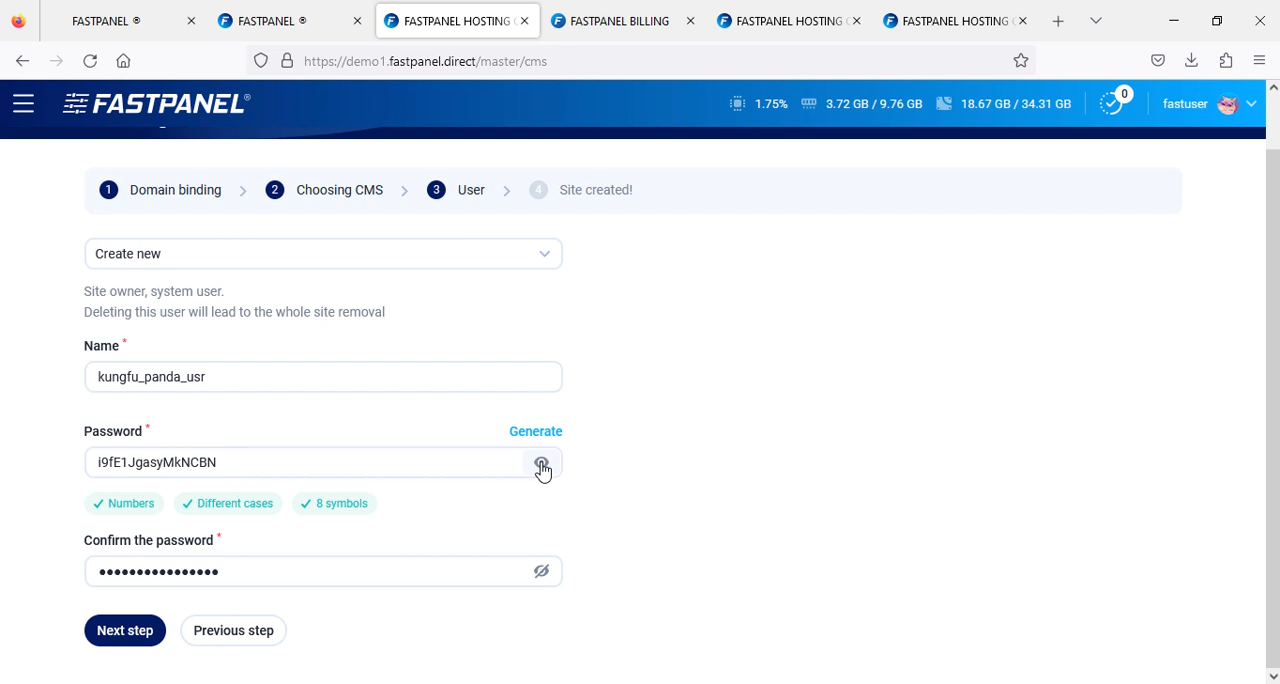 FASTPANEL ®
FASTPANEL ®
FASTPANEL HOSTING
FASTPANEL BILLING
FASTPANEL HOSTING
FASTPANEL HOSTING
https://demo1.fastpanel.direct/master/cms
FASTPANEL®
1.75%
3.72 GB / 9.76 GB
18.67 GB / 34.31 GB
0
fastuser
1 Domain binding
2 Choosing CMS
3 User
4 Site created!
Create new
Site owner, system user.
Deleting this user will lead to the whole site removal
Name *
kungfu_panda_usr
Password *
Generate
i9fE1JgasyMkNCBN
Numbers
Different cases
8 symbols
Confirm the password *
••••••••••••••••
Next step
Previous step